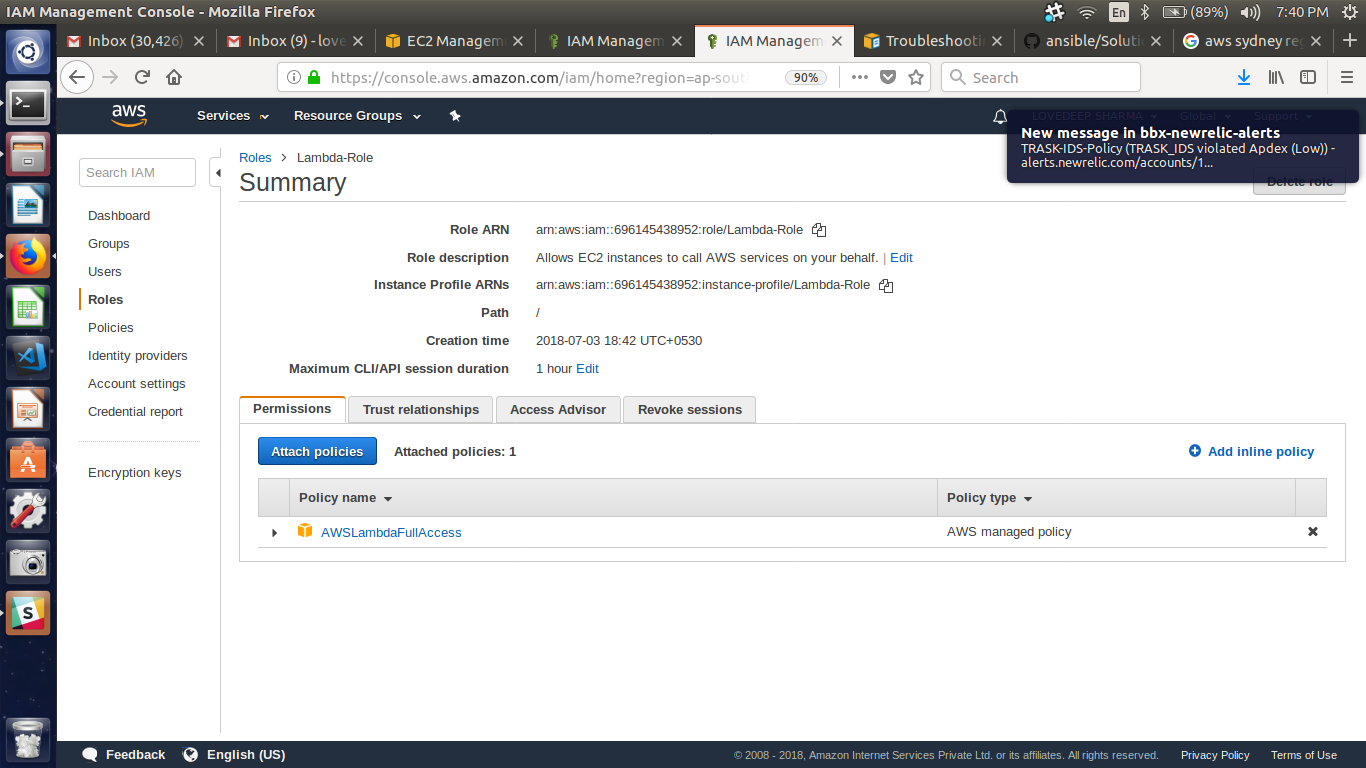 IAM Management Console - Mozilla Firefox
En
(89%)
7:40 PM
Inbox (30,426)
Inbox (9) - love
EC2 Managem
IAM Managem
IAM Managem
Troubleshootin
ansible/Soluti
aws sydney reg
https://console.aws.amazon.com/iam/home?region=ap-sout
90%
Search
aws
Services
Resource Groups
LOVEDEEP SHARMA
Global
Support
New message in bbx-newrelic-alerts
TRASK-IDS-Policy (TRASK_IDS violated Apdex (Low)) -
alerts.newrelic.com/accounts/1...
Search IAM
Dashboard
Groups
Users
Roles
Policies
Identity providers
Account settings
Credential report
Encryption keys
Roles > Lambda-Role
Summary
Delete role
Role ARN arn:aws:iam::696145438952:role/Lambda-Role
Role description Allows EC2 instances to call AWS services on your behalf. | Edit
Instance Profile ARNs arn:aws:iam::696145438952:instance-profile/Lambda-Role
Path /
Creation time 2018-07-03 18:42 UTC+0530
Maximum CLI/API session duration 1 hour Edit
Permissions
Trust relationships
Access Advisor
Revoke sessions
Attach policies
Attached policies: 1
Add inline policy
Policy name
Policy type
AWSLambdaFullAccess
AWS managed policy
Feedback
English (US)
© 2008 - 2018, Amazon Internet Services Private Ltd. or its affiliates. All rights reserved.
Privacy Policy
Terms of Use